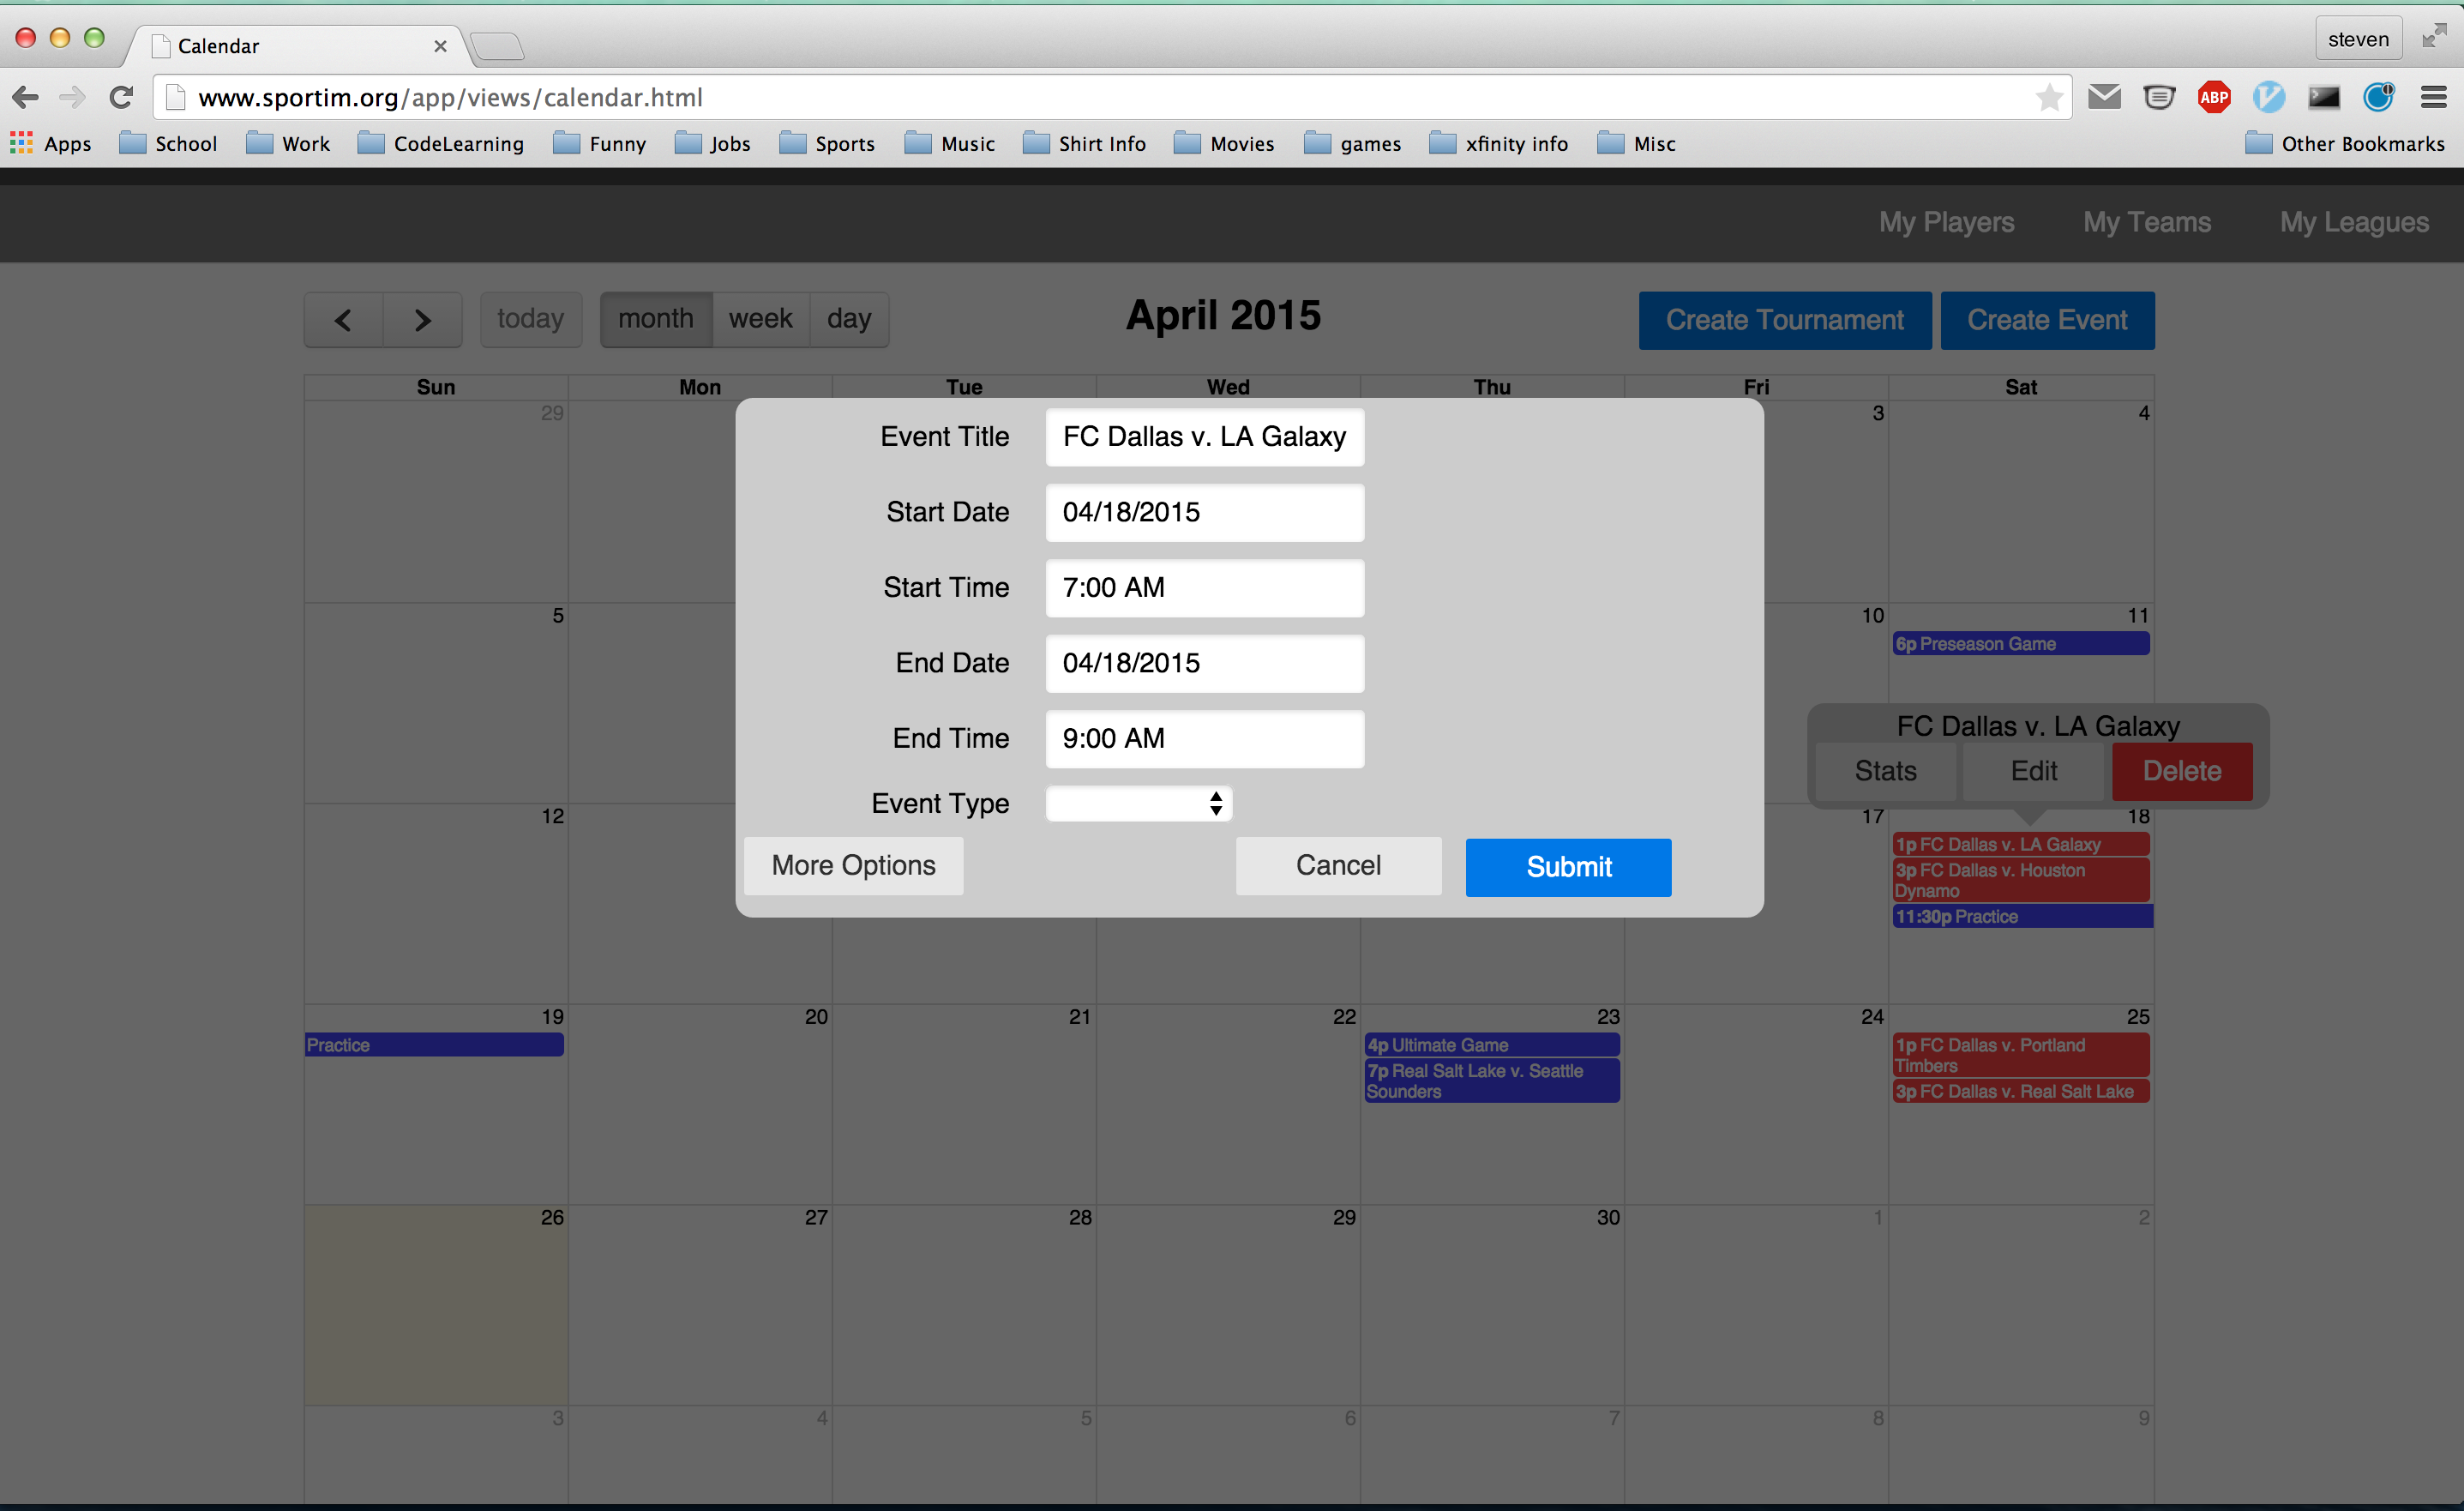 Calendar
steven
www.sportim.org/app/views/calendar.html
ABP
Apps School Work CodeLearning Funny Jobs Sports Music Shirt Info Movies games xfinity info Misc Other Bookmarks
My Players My Teams My Leagues
today month week day April 2015 Create Tournament Create Event
Sun Mon Tue Wed Thu Fri Sat
29 3 4
Event Title FC Dallas v. LA Galaxy
Start Date 04/18/2015
Start Time 7:00 AM
End Date 04/18/2015
End Time 9:00 AM
Event Type
More Options Cancel Submit
5 10 11
6p Preseason Game
FC Dallas v. LA Galaxy
Stats Edit Delete
12 17 18
1p FC Dallas v. LA Galaxy
3p FC Dallas v. Houston
Dynamo
11:30p Practice
19 20 21 22 23 24 25
Practice
4p Ultimate Game
7p Real Salt Lake v. Seattle
Sounders
1p FC Dallas v. Portland
Timbers
3p FC Dallas v. Real Salt Lake
26 27 28 29 30 1 2
3 4 5 6 7 8 9